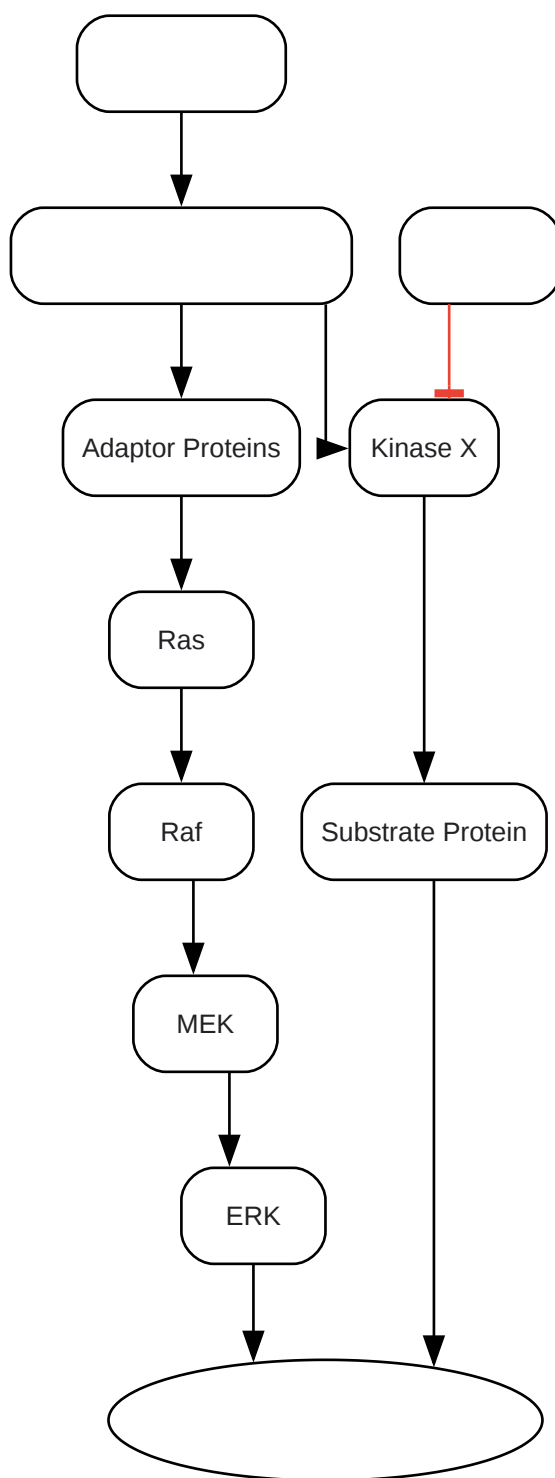 Adaptor Proteins
Kinase X
Ras
Raf
Substrate Protein
MEK
ERK